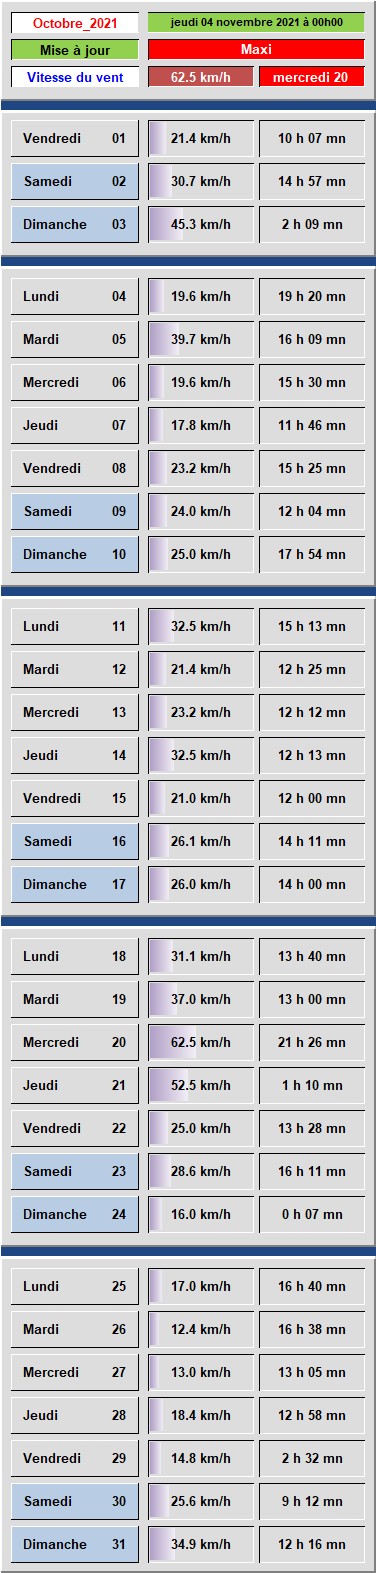 Octobre_2021 jeudi 04 novembre 2021 à 00h00
Mise à jour Maxi
Vitesse du vent 62.5 km/h mercredi 20
Vendredi 01 21.4 km/h 10 h 07 mn
Samedi 02 30.7 km/h 14 h 57 mn
Dimanche 03 45.3 km/h 2 h 09 mn
Lundi 04 19.6 km/h 19 h 20 mn
Mardi 05 39.7 km/h 16 h 09 mn
Mercredi 06 19.6 km/h 15 h 30 mn
Jeudi 07 17.8 km/h 11 h 46 mn
Vendredi 08 23.2 km/h 15 h 25 mn
Samedi 09 24.0 km/h 12 h 04 mn
Dimanche 10 25.0 km/h 17 h 54 mn
Lundi 11 32.5 km/h 15 h 13 mn
Mardi 12 21.4 km/h 12 h 25 mn
Mercredi 13 23.2 km/h 12 h 12 mn
Jeudi 14 32.5 km/h 12 h 13 mn
Vendredi 15 21.0 km/h 12 h 00 mn
Samedi 16 26.1 km/h 14 h 11 mn
Dimanche 17 26.0 km/h 14 h 00 mn
Lundi 18 31.1 km/h 13 h 40 mn
Mardi 19 37.0 km/h 13 h 00 mn
Mercredi 20 62.5 km/h 21 h 26 mn
Jeudi 21 52.5 km/h 1 h 10 mn
Vendredi 22 25.0 km/h 13 h 28 mn
Samedi 23 28.6 km/h 16 h 11 mn
Dimanche 24 16.0 km/h 0 h 07 mn
Lundi 25 17.0 km/h 16 h 40 mn
Mardi 26 12.4 km/h 16 h 38 mn
Mercredi 27 13.0 km/h 13 h 05 mn
Jeudi 28 18.4 km/h 12 h 58 mn
Vendredi 29 14.8 km/h 2 h 32 mn
Samedi 30 25.6 km/h 9 h 12 mn
Dimanche 31 34.9 km/h 12 h 16 mn